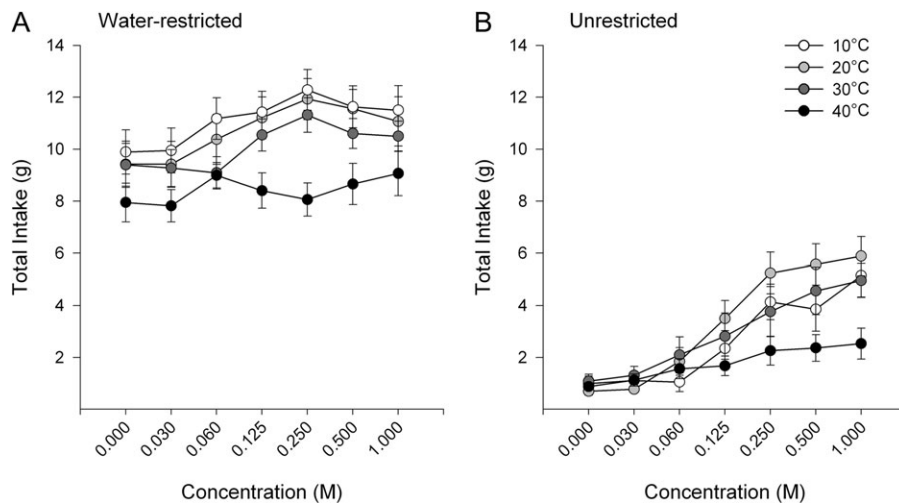 A Water-restricted
14
12
10
8
6
4
2
Total Intake (g)
0.000 0.030 0.060 0.125 0.250 0.500 1.000
Concentration (M)
B Unrestricted
14
12
10
8
6
4
2
Total Intake (g)
10°C
20°C
30°C
40°C
0.000 0.030 0.060 0.125 0.250 0.500 1.000
Concentration (M)